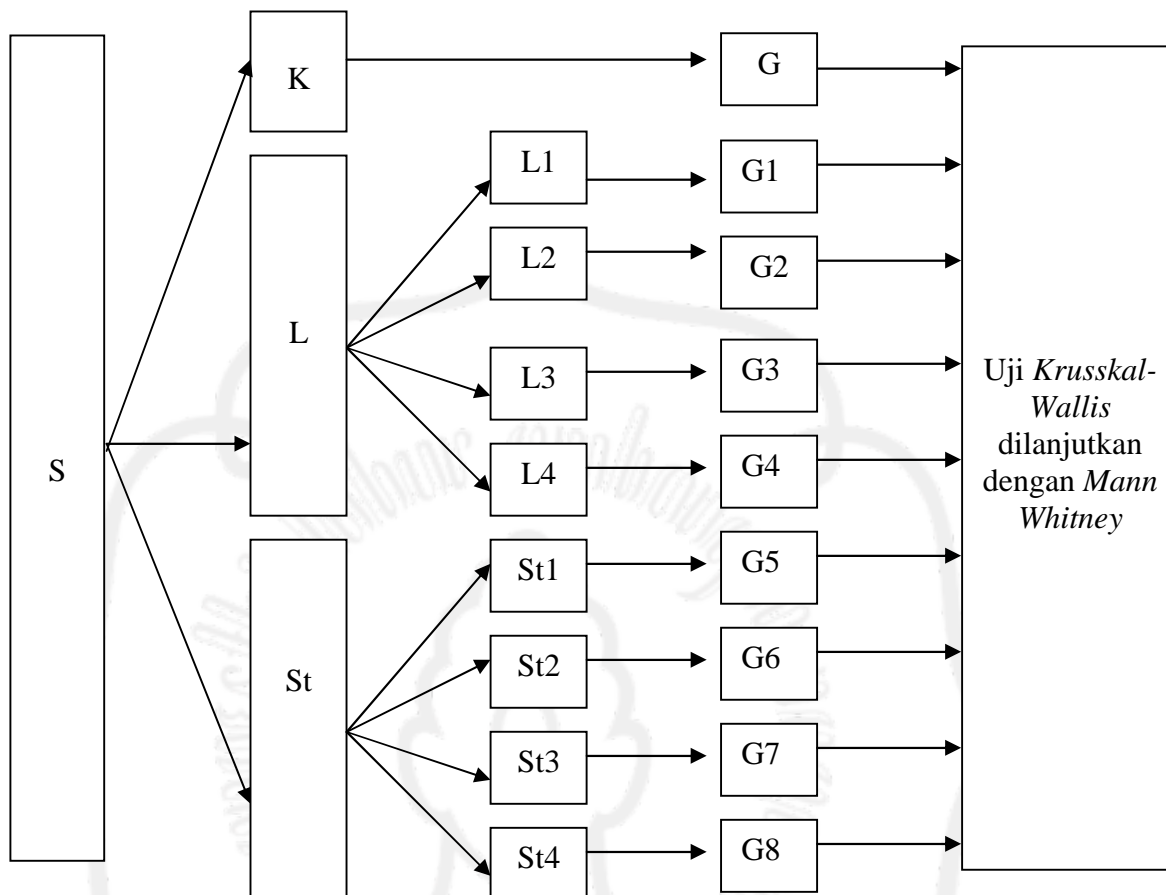 S
K
G
L
L1
G1
L2
G2
L3
G3
L4
G4
St
St1
G5
St2
G6
St3
G7
St4
G8
Uji Krusskal-
Wallis
dilanjutkan
dengan Mann
Whitney